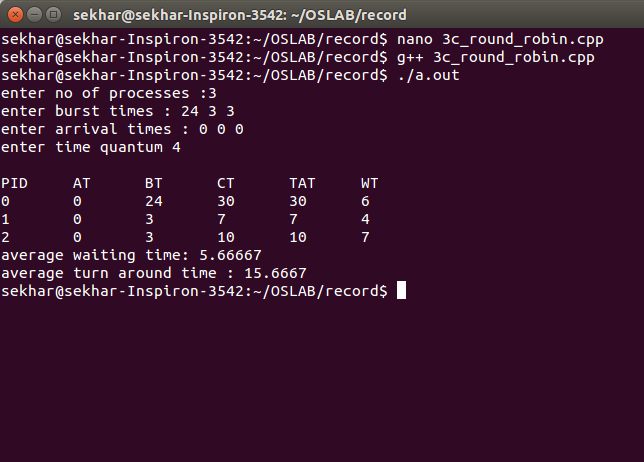 sekhar@sekhar-Inspiron-3542: ~/OSLAB/record
sekhar@sekhar-Inspiron-3542:~/OSLAB/record$ nano 3c_round_robin.cpp
sekhar@sekhar-Inspiron-3542:~/OSLAB/record$ g++ 3c_round_robin.cpp
sekhar@sekhar-Inspiron-3542:~/OSLAB/record$ ./a.out
enter no of processes :3
enter burst times : 24 3 3
enter arrival times : 0 0 0
enter time quantum 4
PID AT BT CT TAT WT
0 0 24 30 30 6
1 0 3 7 7 4
2 0 3 10 10 7
average waiting time: 5.66667
average turn around time : 15.6667
sekhar@sekhar-Inspiron-3542:~/OSLAB/record$